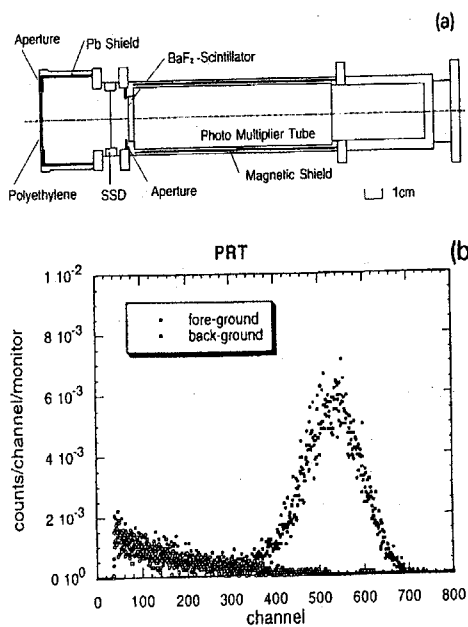 (a)
Aperture
Pb Shield
BaF₂-Scintillator
Photo Multiplier Tube
Polyethylene
SSD
Aperture
Magnetic Shield
1cm
(b)
PRT
counts/channel/monitor
1 10⁻²
8 10⁻³
6 10⁻³
4 10⁻³
2 10⁻³
0 10⁰
fore-ground
back-ground
0 100 200 300 400 500 600 700 800
channel